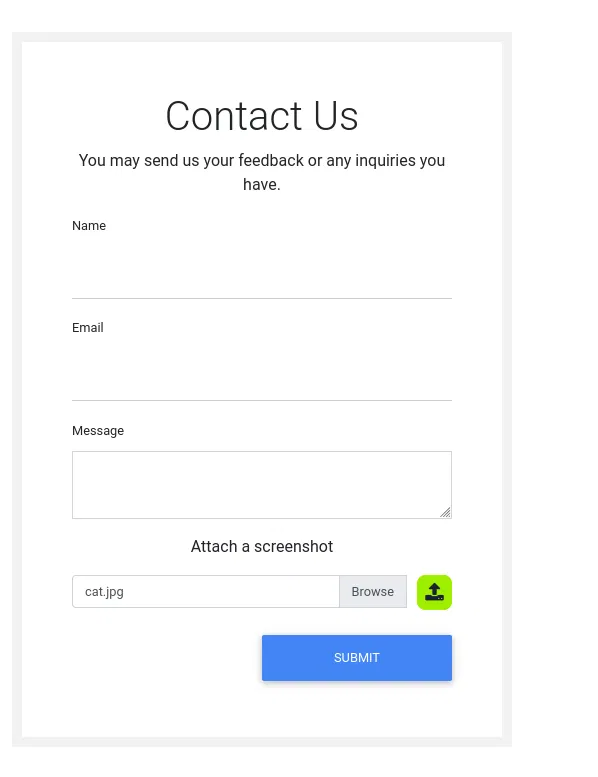 Contact Us
You may send us your feedback or any inquiries you
have.
Name
Email
Message
Attach a screenshot
cat.jpg Browse
SUBMIT